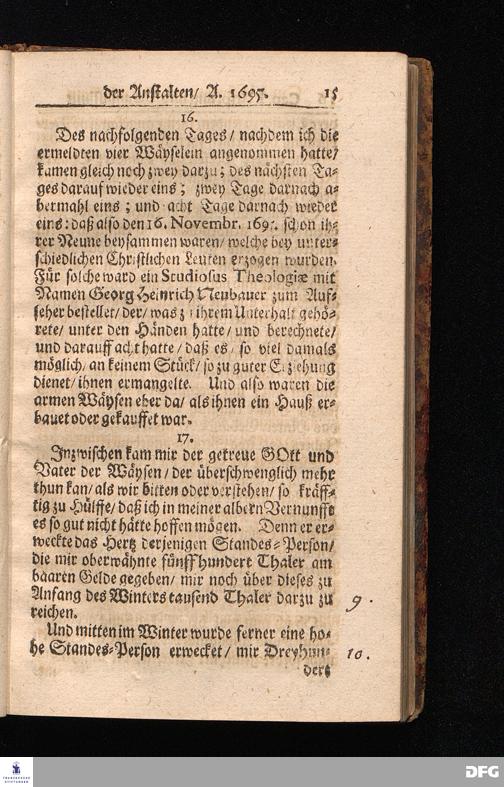 der Anstalten/ A. 1695. 15
16.
Des nachfolgenden Tages / nachdem ich die
ermeldten vier Wäyselein angenommen hatte/
kamen gleich noch zwey darzu; des nächsten Ta-
ges darauf wieder eins; zwey Tage darnach a-
bermahl eins; und acht Tage darnach wieder
eins: daß also den 16. Novembr. 1695. schon ih-
rer Neune beysammen waren/ welche bey unter-
schiedlichen Christlichen Leuten erzogen wurden.
Für solche ward ein Studiosus Theologiæ mit
Namen Georg Heinrich Neubauer zum Auf-
seher bestellet/ der/ was zu ihrem Unterhalt gehö-
rete/ unter den Händen hatte/ und berechnete/
und darauff acht hatte / daß es / so viel damals
möglich/ an keinem Stück/ so zu guter Erziehung
dienet/ ihnen ermangelte. Und also waren die
armen Wäysen eher da/ als ihnen ein Hauß er-
bauet oder gekauffet war.
17.
Inzwischen kam mir der getreue GOtt und
Vater der Wäysen / der überschwenglich mehr
thun kan/ als wir bitten oder verstehen/ so kräff-
tig zu Hülffe/ daß ich in meiner albern Vernunfft
es so gut nicht hätte hoffen mögen. Denn er er-
weckte das Hertz derjenigen Standes-Person/
die mir oberwähnte fünff hundert Thaler am
baaren Gelde gegeben/ mir noch über dieses zu
Anfang des Winters tausend Thaler darzu zu
reichen. 9.
Und mitten im Winter wurde ferner eine ho-
he Standes-Person erwecket / mir Dreyhun- 10.
dert
FRANCKESCHE
STIFTUNGEN
DFG